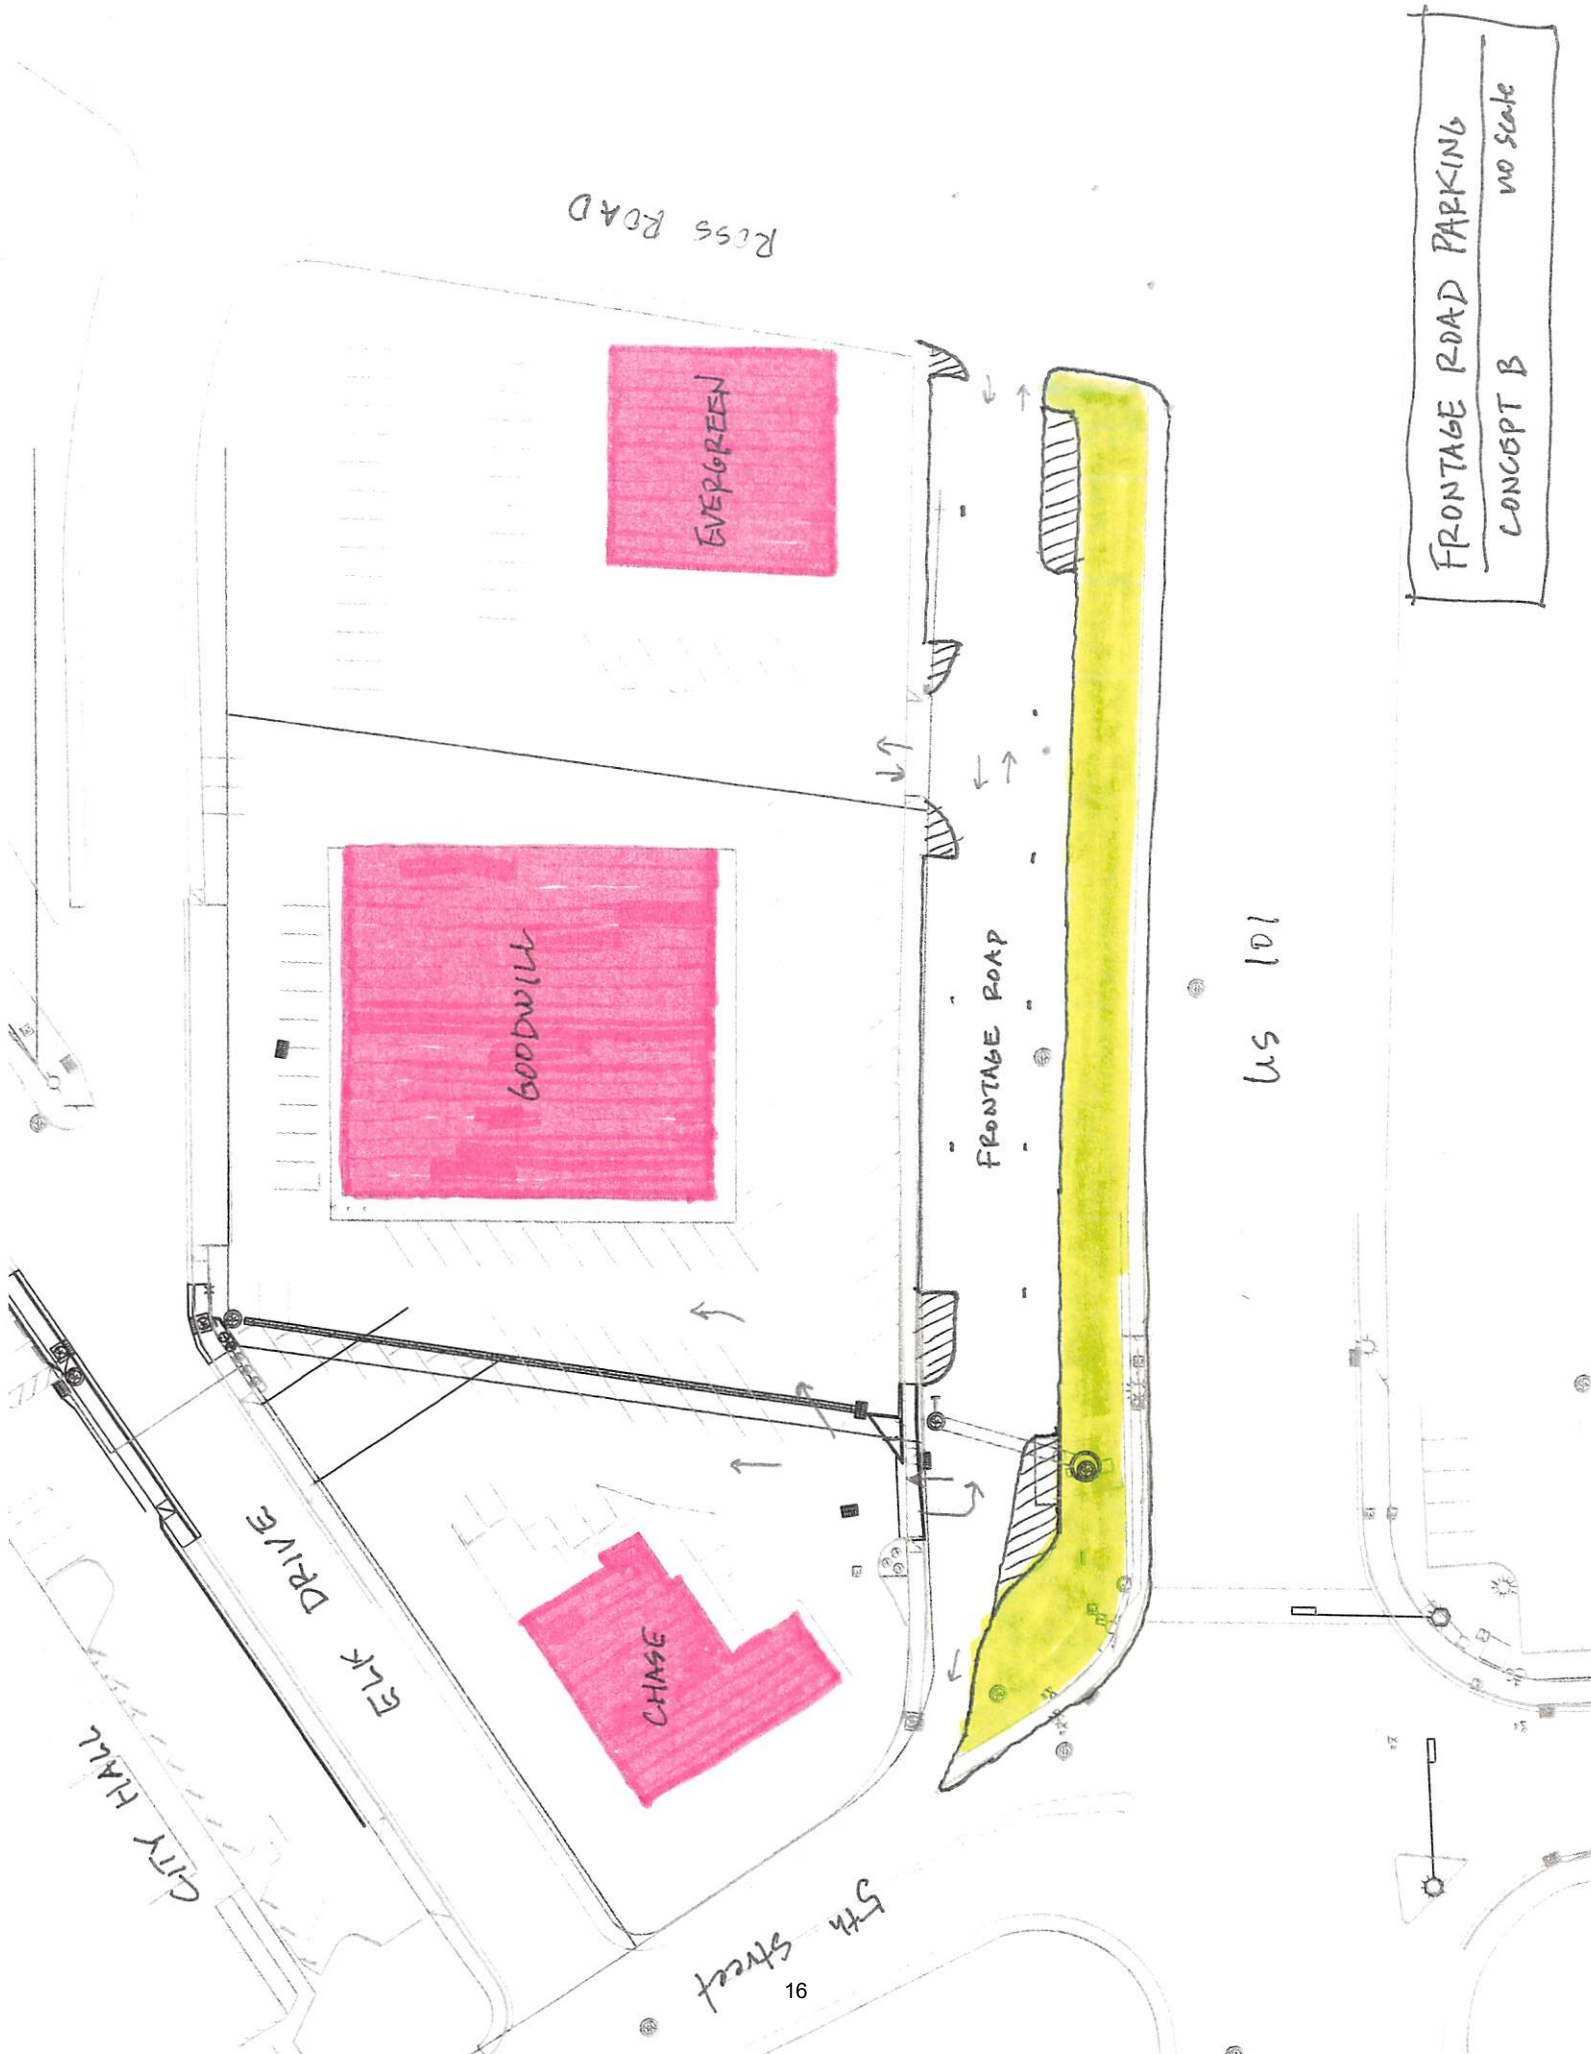 FRONTAGE ROAD PARKING
CONCEPT B no scale
ROSS ROAD
EVERGREEN
GOODWILL
FRONTAGE ROAD
US 101
CHASE
ELK DRIVE
CITY HALL
5th Street
16